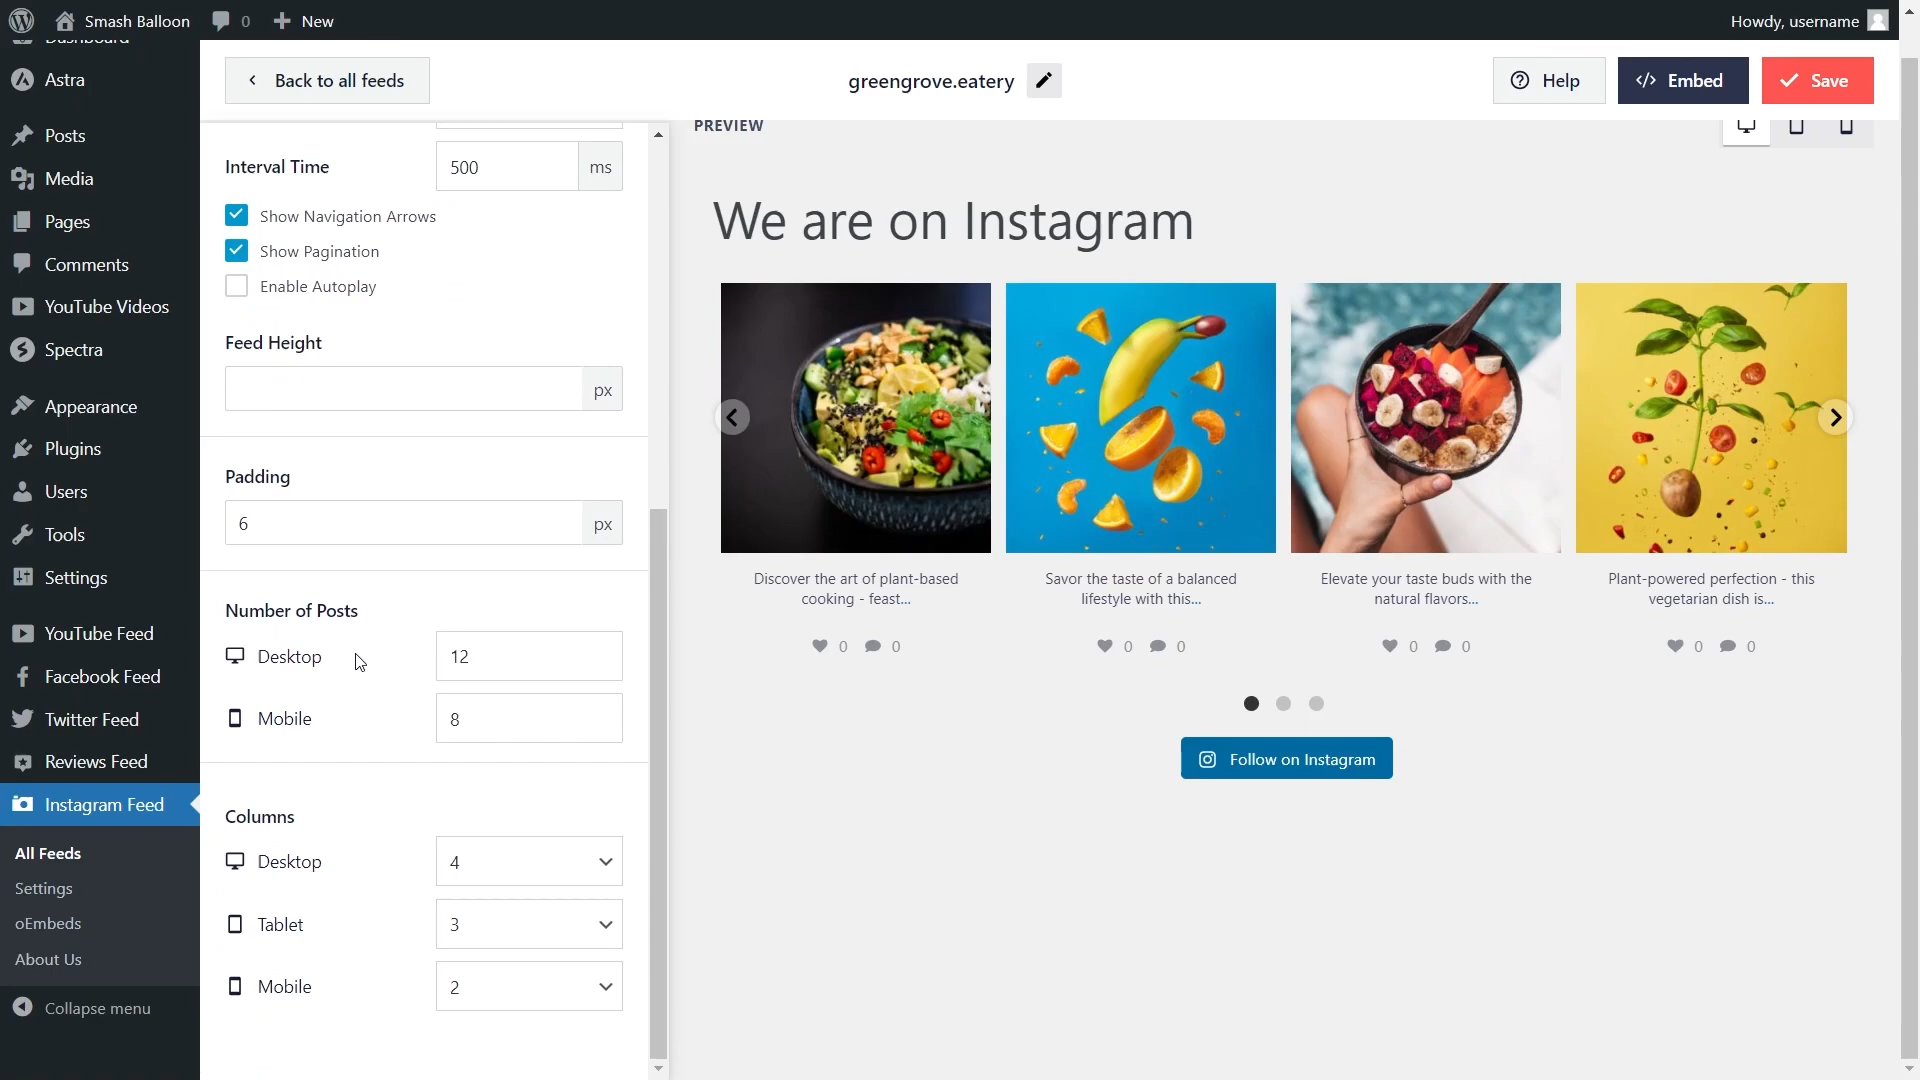 Smash Balloon
0
New
Howdy, username
Dashboard
Astra
Posts
Media
Pages
Comments
YouTube Videos
Spectra
Appearance
Plugins
Users
Tools
Settings
YouTube Feed
Facebook Feed
Twitter Feed
Reviews Feed
Instagram Feed
All Feeds
Settings
oEmbeds
About Us
Collapse menu
Back to all feeds
greengrove.eatery
Help
Embed
Save
Interval Time
500 ms
Show Navigation Arrows
Show Pagination
Enable Autoplay
Feed Height
px
Padding
6 px
Number of Posts
Desktop 12
Mobile 8
Columns
Desktop 4
Tablet 3
Mobile 2
PREVIEW
We are on Instagram
Discover the art of plant-based
cooking - feast...
0 0
Savor the taste of a balanced
lifestyle with this...
0 0
Elevate your taste buds with the
natural flavors...
0 0
Plant-powered perfection - this
vegetarian dish is...
0 0
Follow on Instagram